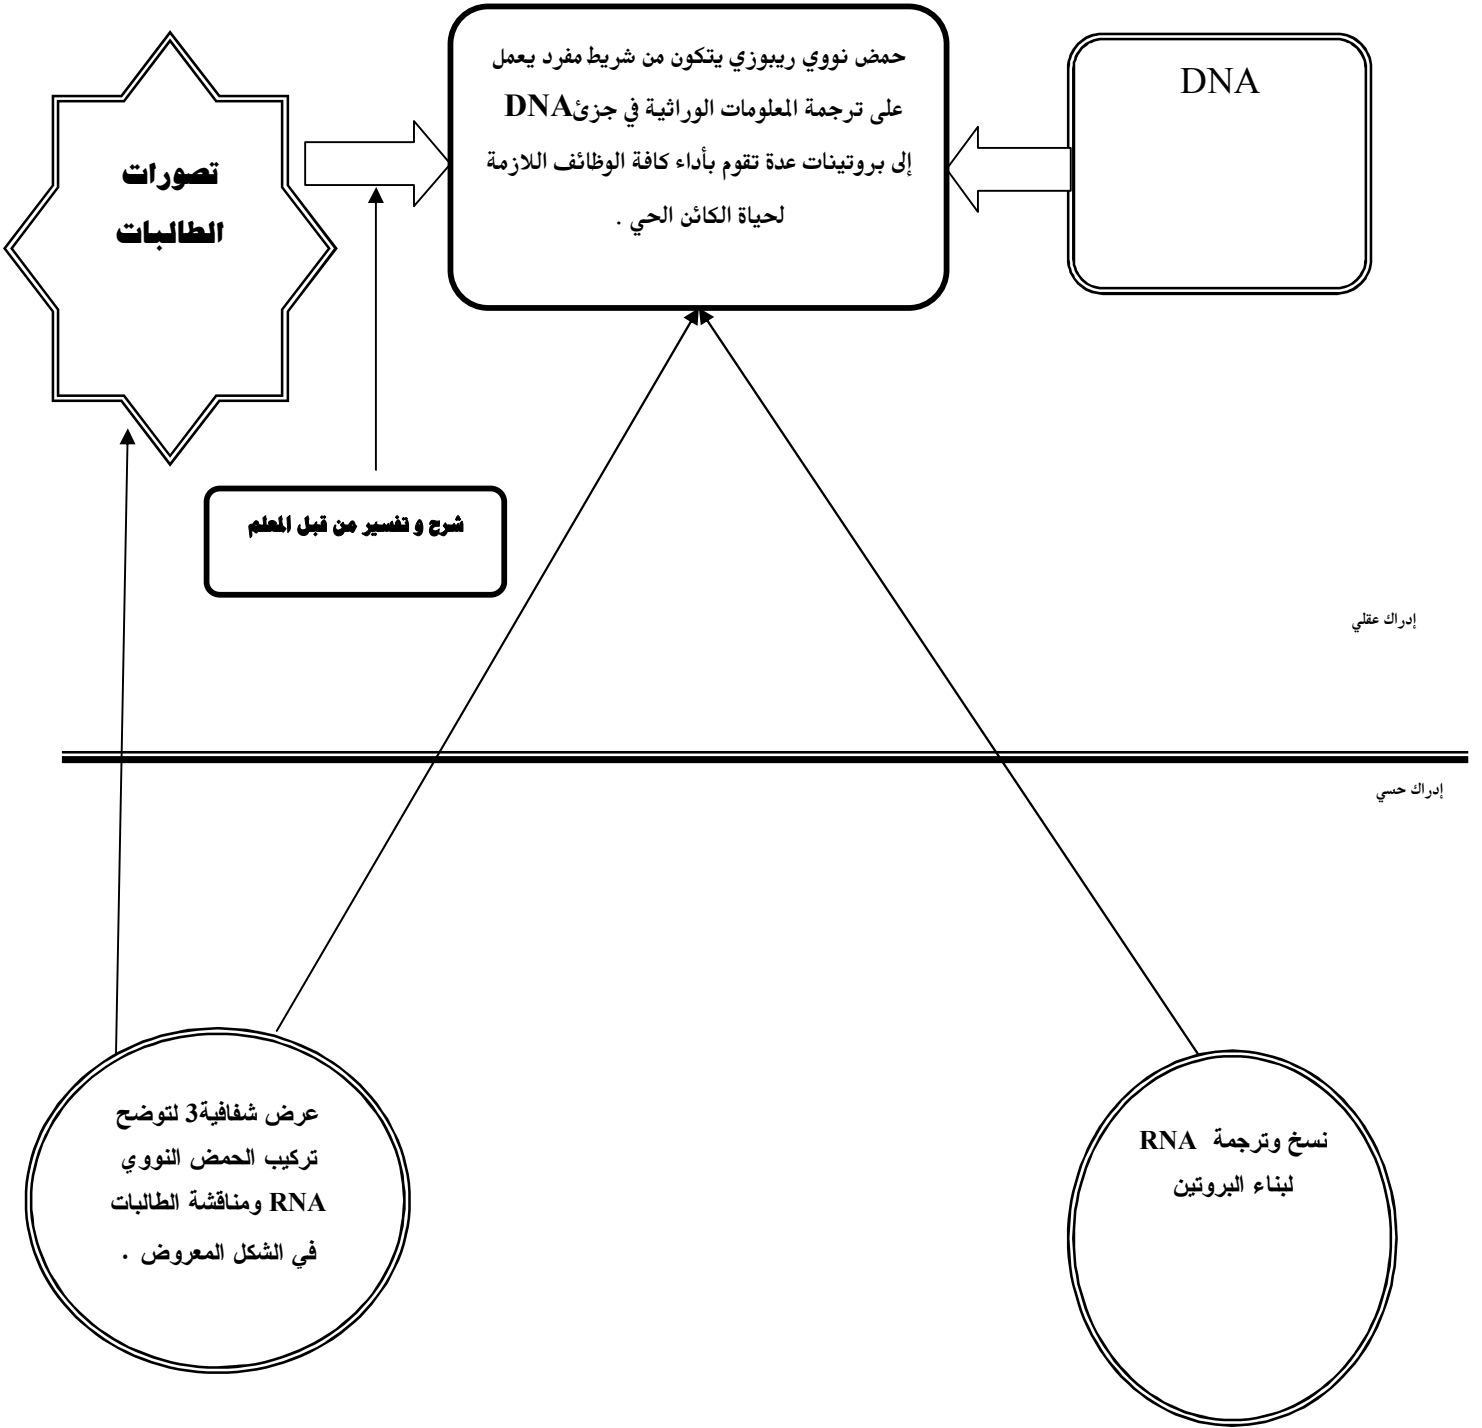 DNA
حمض نووي ريبوزي يتكون من شريط مفرد يعمل
على ترجمة المعلومات الوراثية في جزئDNA
إلى بروتينات عدة تقوم بأداء كافة الوظائف اللازمة
لحياة الكائن الحي .
تصورات
الطالبات
شرح و تفسير من قبل المعلم
إدراك عقلي
إدراك حسي
نسخ وترجمة RNA
لبناء البروتين
عرض شفافية3 لتوضح
تركيب الحمض النووي
RNA ومناقشة الطالبات
في الشكل المعروض .